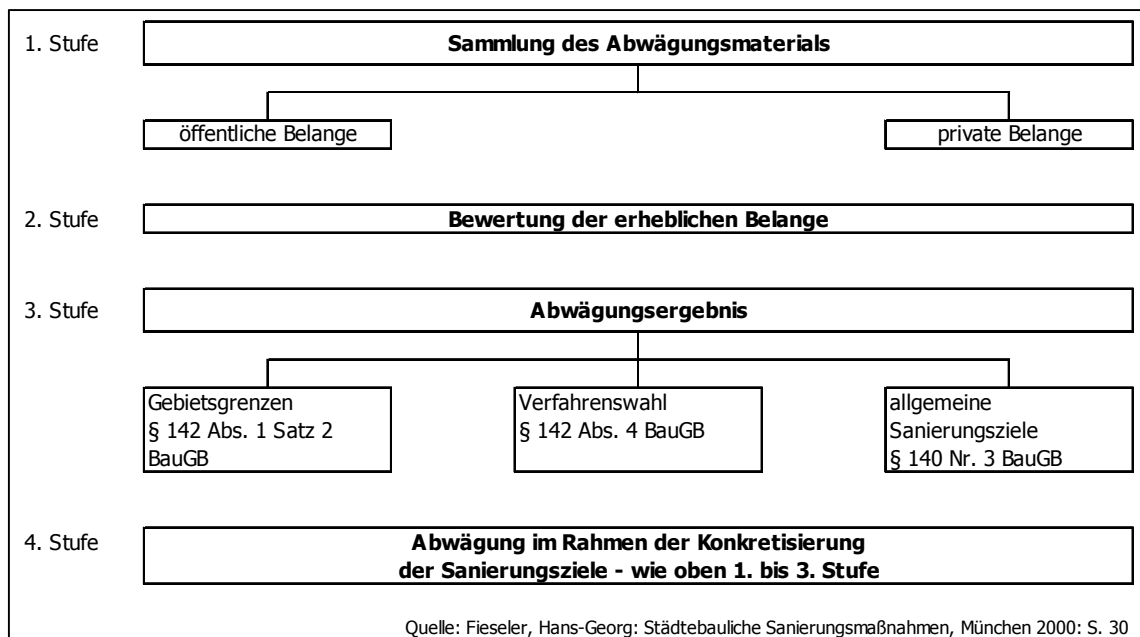 1. Stufe
Sammlung des Abwägungsmaterials
öffentliche Belange
private Belange
2. Stufe
Bewertung der erheblichen Belange
3. Stufe
Abwägungsergebnis
Gebietsgrenzen
§ 142 Abs. 1 Satz 2
BauGB
Verfahrenswahl
§ 142 Abs. 4 BauGB
allgemeine
Sanierungsziele
§ 140 Nr. 3 BauGB
4. Stufe
Abwägung im Rahmen der Konkretisierung
der Sanierungsziele - wie oben 1. bis 3. Stufe
Quelle: Fieseler, Hans-Georg: Städtebauliche Sanierungsmaßnahmen, München 2000: S. 30